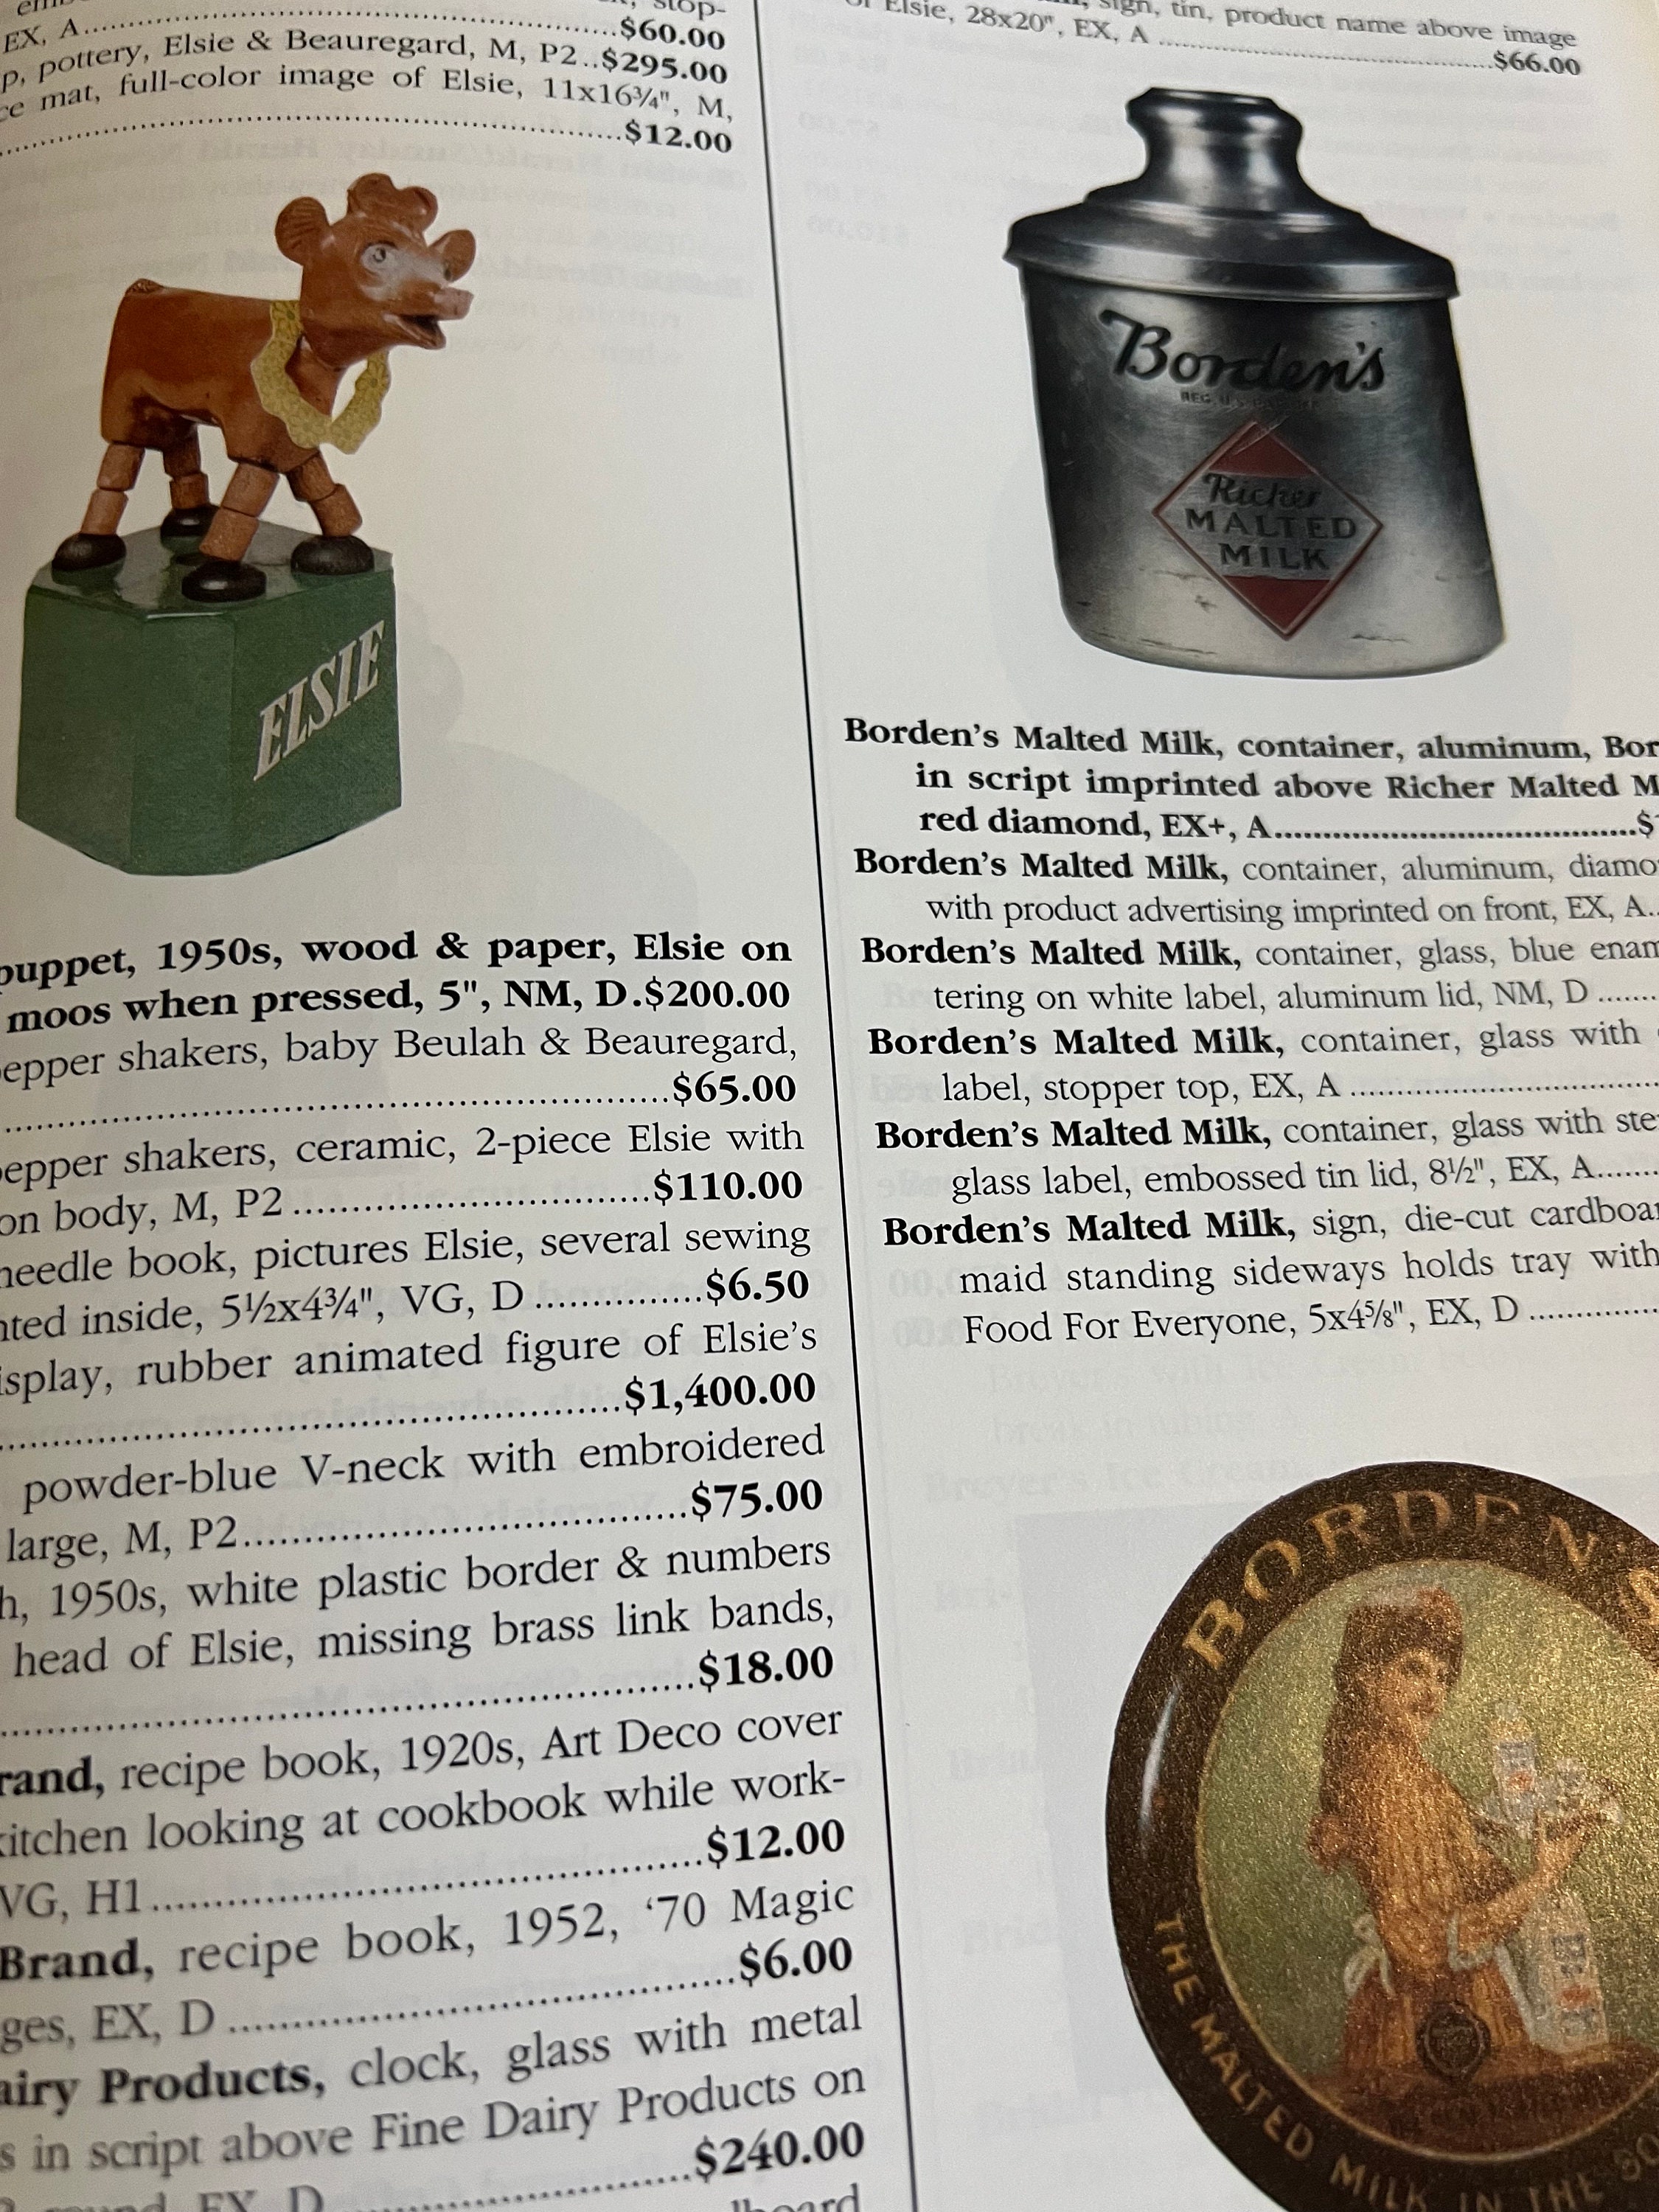 EX, A..............................$60.00
p, pottery, Elsie & Beauregard, M, P2..$295.00
ce mat, full-color image of Elsie, 11x16¾", M,
..............................$12.00
ELSIE
puppet, 1950s, wood & paper, Elsie on
moos when pressed, 5", NM, D.$200.00
pepper shakers, baby Beulah & Beauregard,
..............................$65.00
pepper shakers, ceramic, 2-piece Elsie with
on body, M, P2..............................$110.00
needle book, pictures Elsie, several sewing
nted inside, 5½x4¾", VG, D................$6.50
isplay, rubber animated figure of Elsie's
..............................$1,400.00
powder-blue V-neck with embroidered
large, M, P2..............................$75.00
h, 1950s, white plastic border & numbers
head of Elsie, missing brass link bands,
..............................$18.00
rand, recipe book, 1920s, Art Deco cover
kitchen looking at cookbook while work-
VG, H1..............................$12.00
Brand, recipe book, 1952, '70 Magic
ges, EX, D..............................$6.00
airy Products, clock, glass with metal
s in script above Fine Dairy Products on
round, EX, D..............................$240.00
sign, tin, product name above image
of Elsie, 28x20", EX, A..............................$66.00
Borden's
Richer
MALTED
MILK
Borden's Malted Milk, container, aluminum, Bor
in script imprinted above Richer Malted M
red diamond, EX+, A..............................$
Borden's Malted Milk, container, aluminum, diamo
with product advertising imprinted on front, EX, A..
Borden's Malted Milk, container, glass, blue enam
tering on white label, aluminum lid, NM, D.......
Borden's Malted Milk, container, glass with
label, stopper top, EX, A..............................
Borden's Malted Milk, container, glass with ste
glass label, embossed tin lid, 8½", EX, A.......
Borden's Malted Milk, sign, die-cut cardboar
maid standing sideways holds tray with
Food For Everyone, 5x4⅝", EX, D..............
BORDEN'S
THE MALTED MILK IN THE